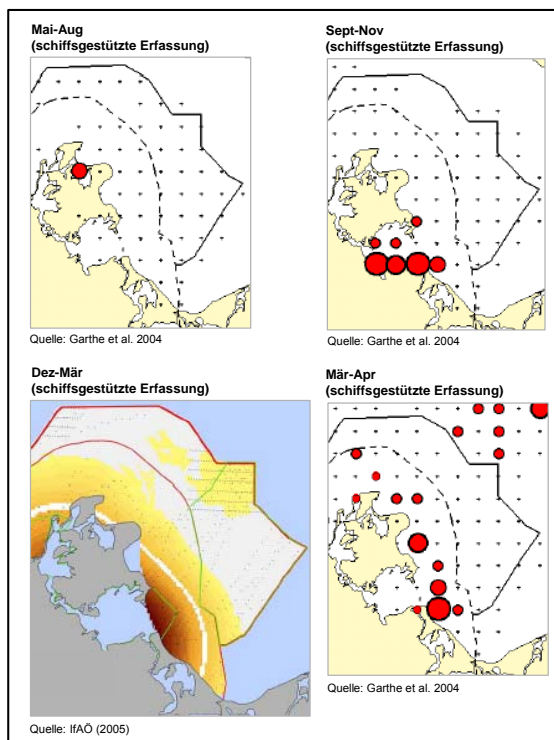 Mai-Aug
(schiffsgestützte Erfassung)
Quelle: Garthe et al. 2004
Sept-Nov
(schiffsgestützte Erfassung)
Quelle: Garthe et al. 2004
Dez-Mär
(schiffsgestützte Erfassung)
Quelle: IfAÖ (2005)
Mär-Apr
(schiffsgestützte Erfassung)
Quelle: Garthe et al. 2004